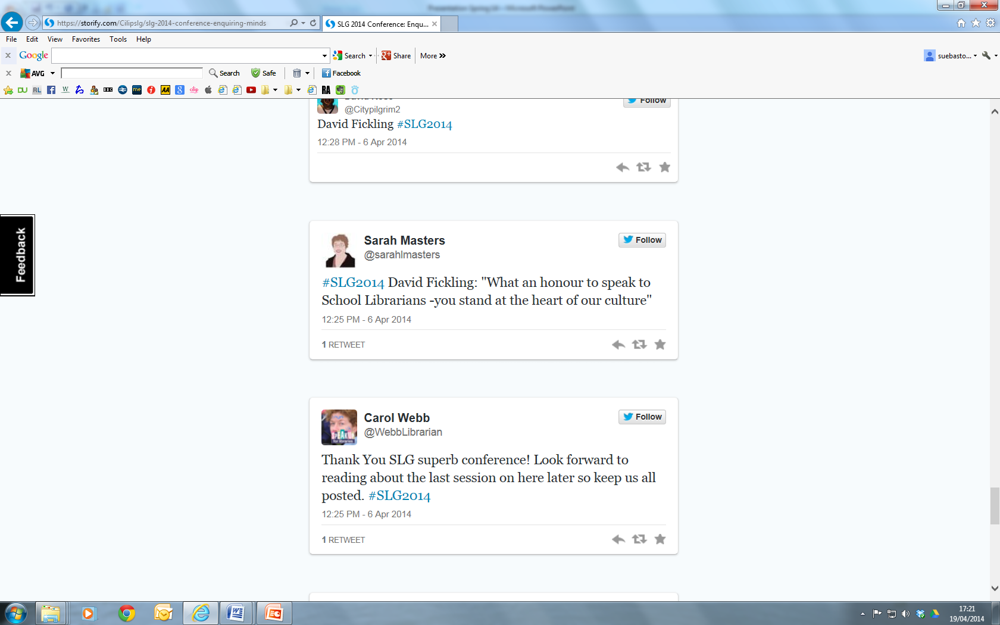 https://storify.com/Cilipslg/slg-2014-conference-enquiring-minds
SLG 2014 Conference: Enqu...
File Edit View Favorites Tools Help
Google Search Share More »
suebasto...
AVG Search Safe Facebook
@Citypilgrim2
Follow
David Fickling #SLG2014
12:28 PM - 6 Apr 2014
Feedback
Sarah Masters
@sarahlmasters
Follow
#SLG2014 David Fickling: "What an honour to speak to
School Librarians -you stand at the heart of our culture"
12:25 PM - 6 Apr 2014
1 RETWEET
Carol Webb
@WebbLibrarian
Follow
Thank You SLG superb conference! Look forward to
reading about the last session on here later so keep us all
posted. #SLG2014
12:25 PM - 6 Apr 2014
1 RETWEET
17:21
19/04/2014